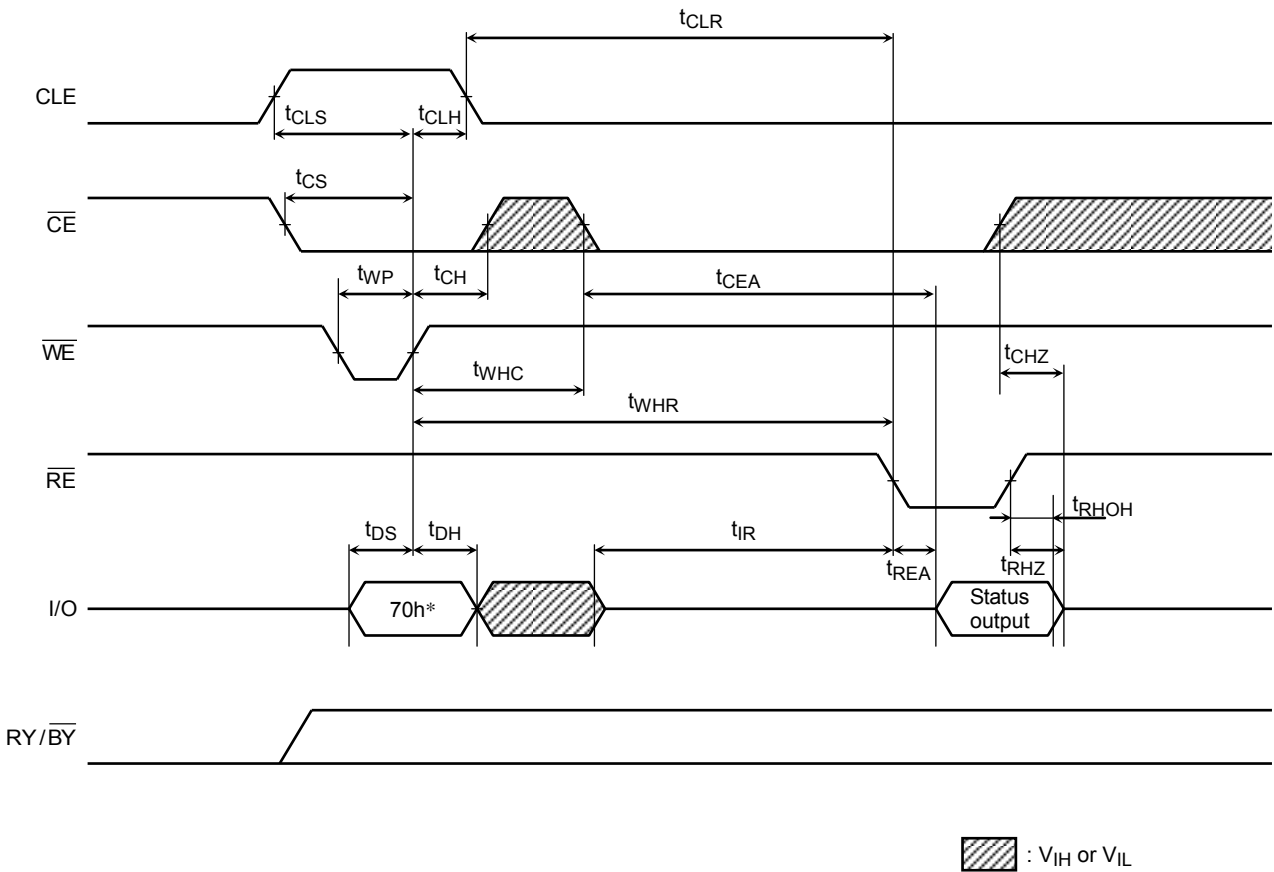 tCLR
CLE
tCLS
tCLH
tCS
CE
tWP
tCH
tCEA
WE
tCHZ
tWHC
tWHR
RE
tRHOH
tDS
tDH
tIR
tREA
tRHZ
I/O
70h*
Status
output
RY/BY
: VIH or VIL